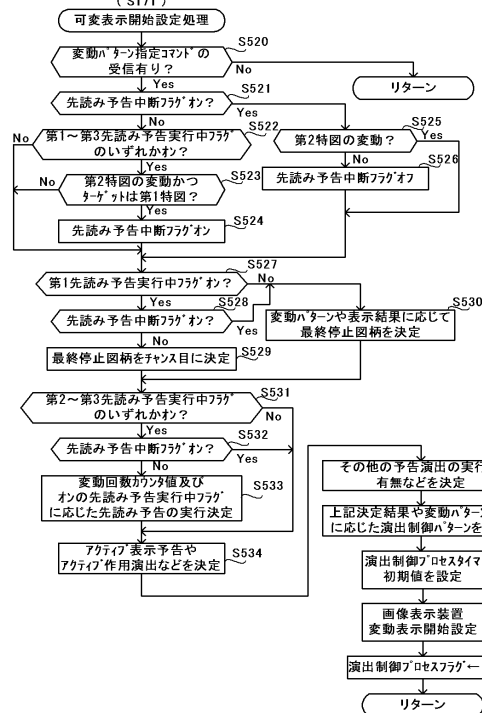 (S171)
可変表示開始設定処理
S520
変動パターン指定コマンドの
受信有り？
No
リターン
Yes
S521
先読み予告中断フラグオン？
Yes
No
S522
第1～第3先読み予告実行中フラグ
のいずれかオン？
No
Yes
S523
第2特図の変動かつ
ターゲットは第1特図？
No
Yes
S524
先読み予告中断フラグオン
S525
第2特図の変動？
Yes
No
S526
先読み予告中断フラグオフ
S527
第1先読み予告実行中フラグオン？
No
Yes
S528
先読み予告中断フラグオン？
Yes
No
S529
最終停止図柄をチャンス目に決定
S530
変動パターンや表示結果に応じて
最終停止図柄を決定
S531
第2～第3先読み予告実行中フラグ
のいずれかオン？
No
Yes
S532
先読み予告中断フラグオン？
Yes
No
S533
変動回数カウンタ値及び
オンの先読み予告実行中フラグ
に応じた先読み予告の実行決定
S534
アクティブ表示予告や
アクティブ作用演出などを決定
その他の予告演出の実行
有無などを決定
上記決定結果や変動パター
に応じた演出制御パターンを
演出制御プロセスタイマ
初期値を設定
画像表示装置
変動表示開始設定
演出制御プロセスフラグ←
リターン